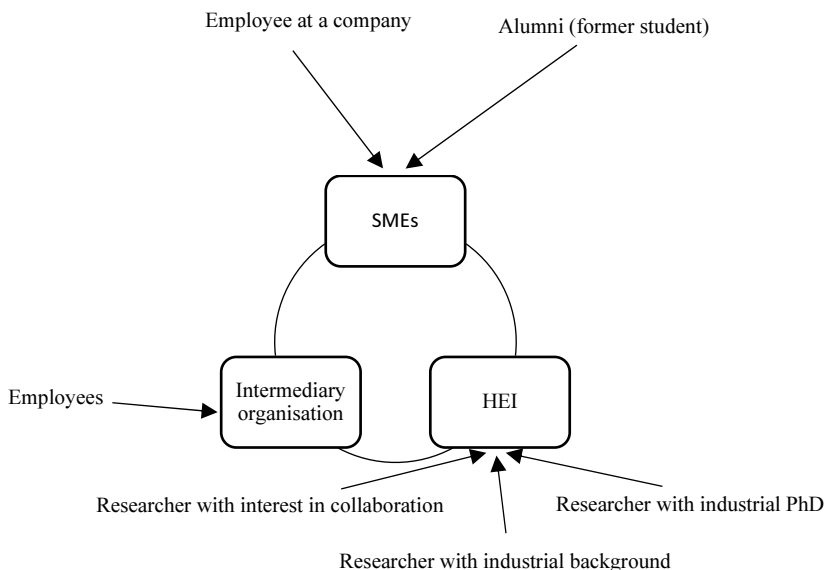 Employee at a company
Alumni (former student)
SMEs
Intermediary
organisation
HEI
Employees
Researcher with interest in collaboration
Researcher with industrial PhD
Researcher with industrial background